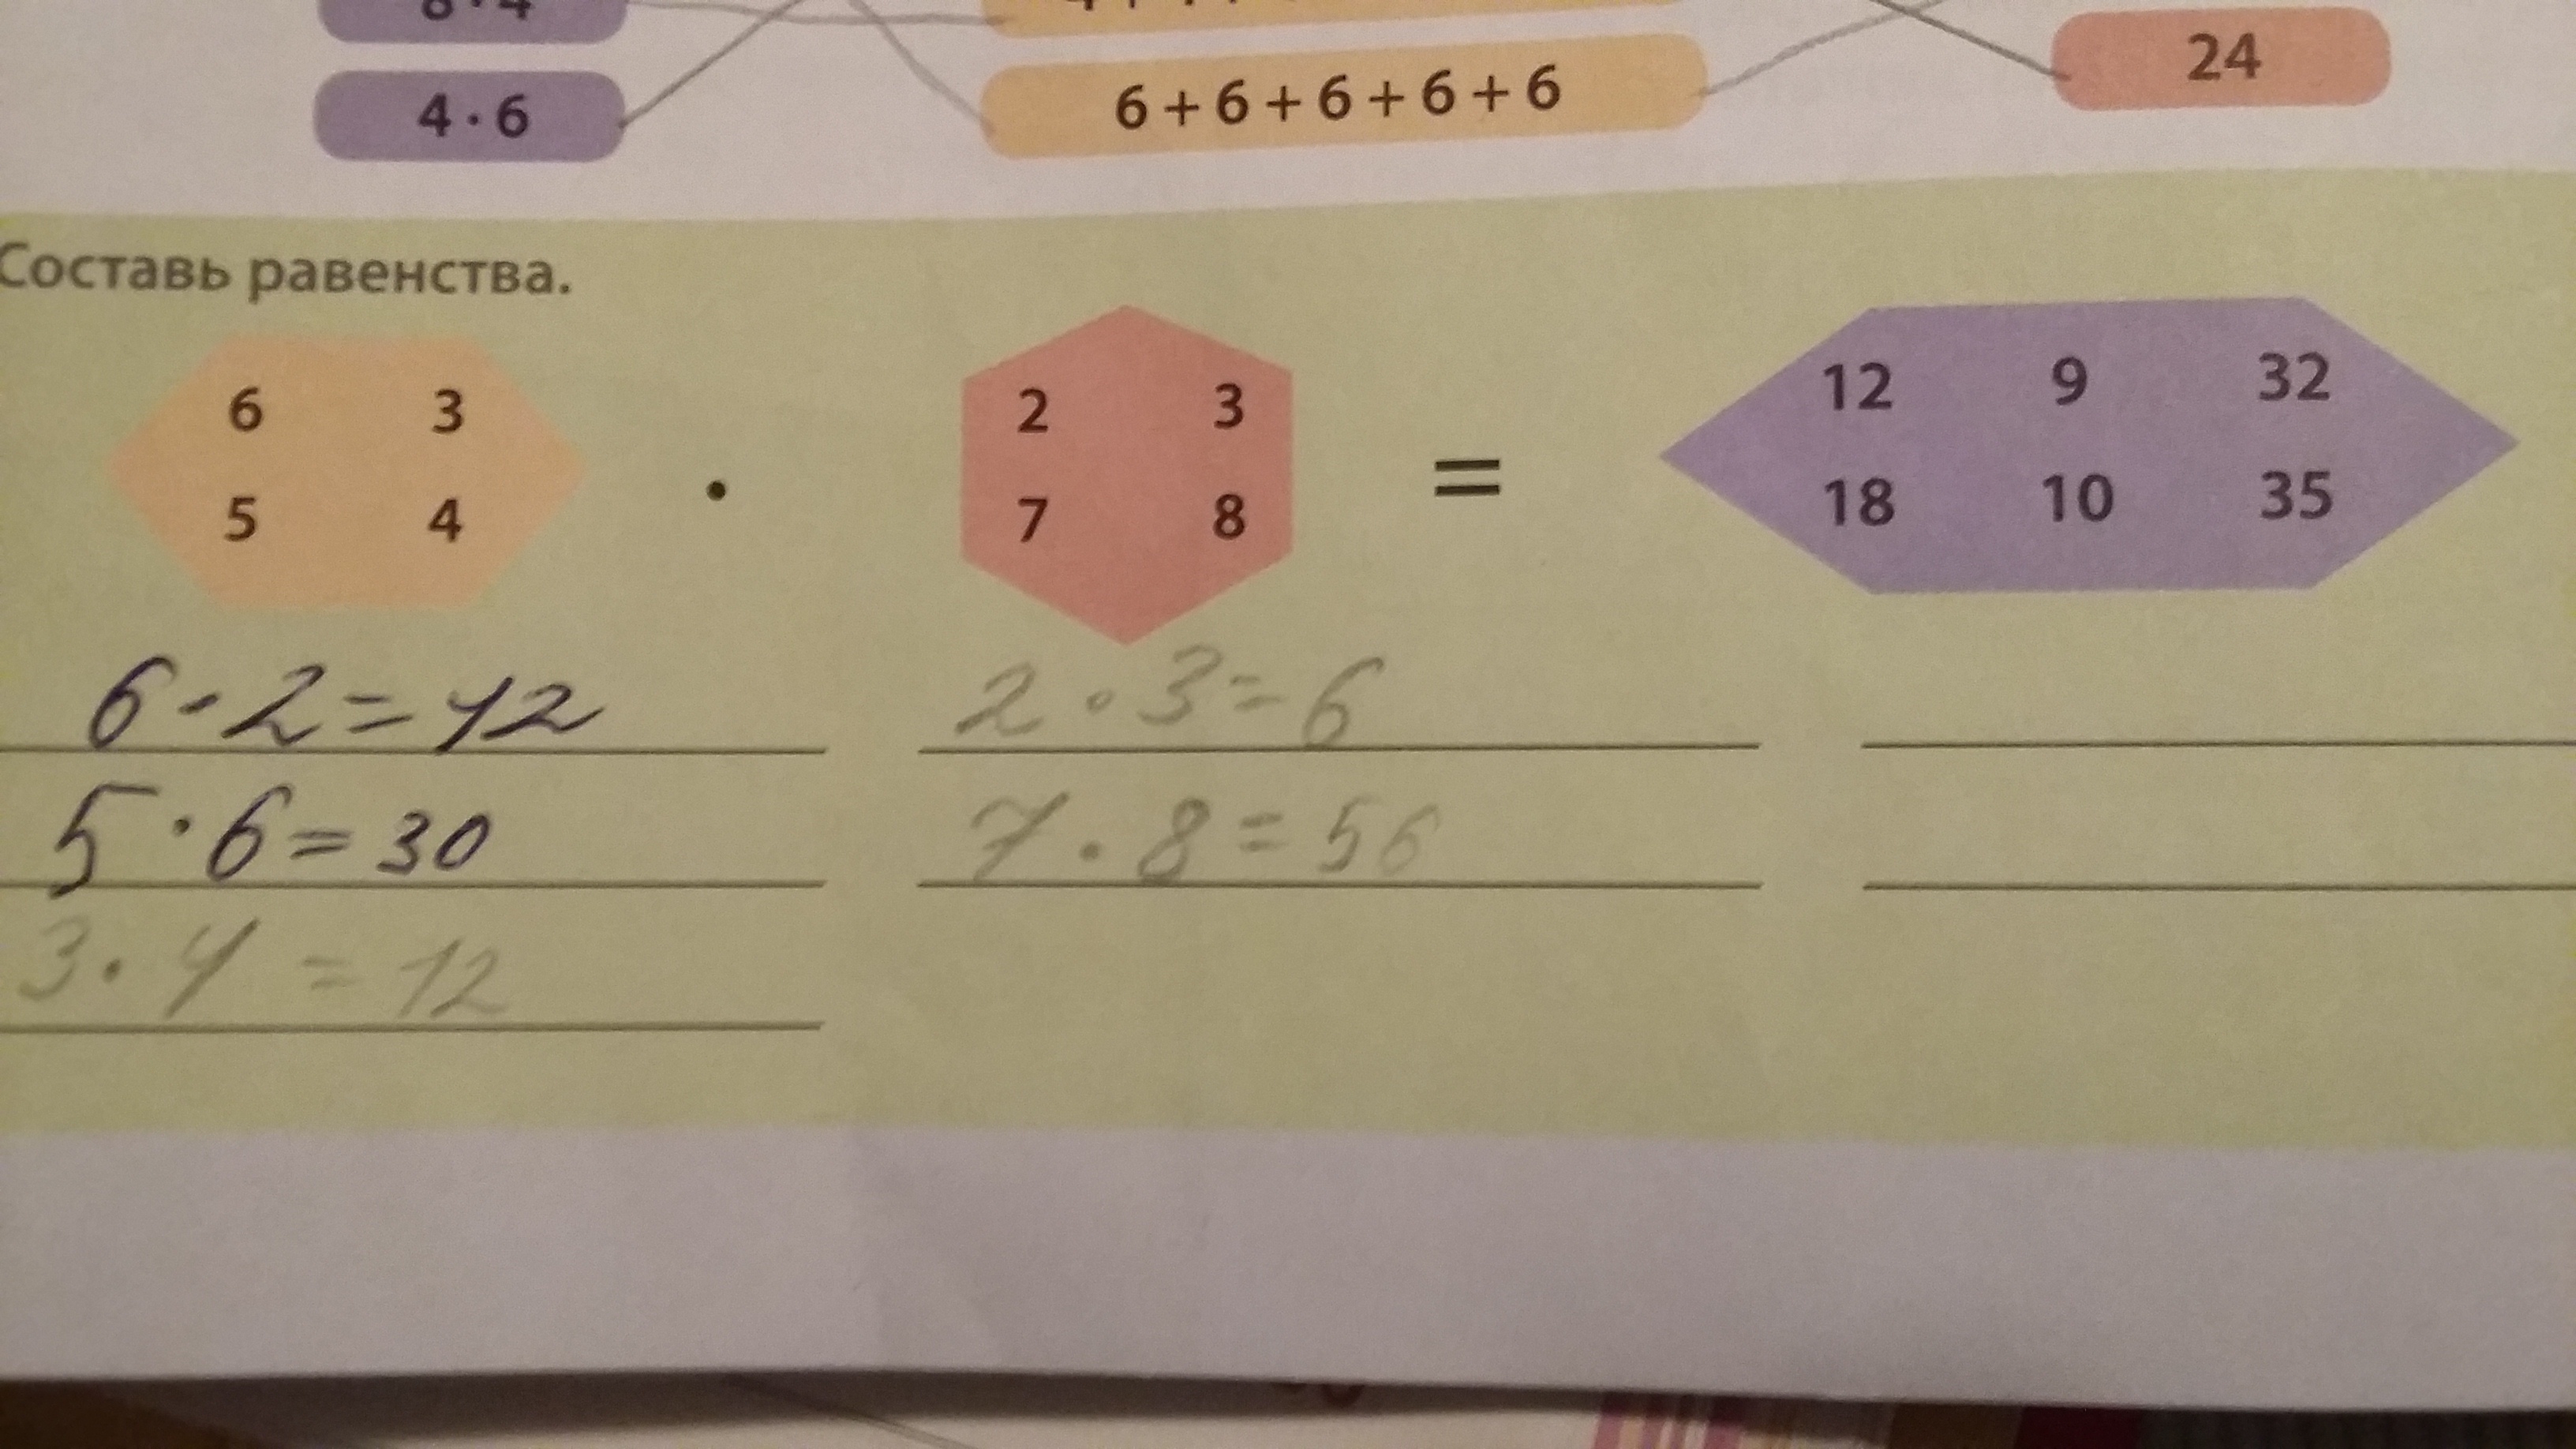 4 · 6
6 + 6 + 6 + 6 + 6
24
Составь равенства.
6 3
5 4
·
2 3
7 8
=
12 9 32
18 10 35
6 · 2 = 12
5 · 6 = 30
3 · 4 = 12
2 · 3 = 6
7 · 8 = 56